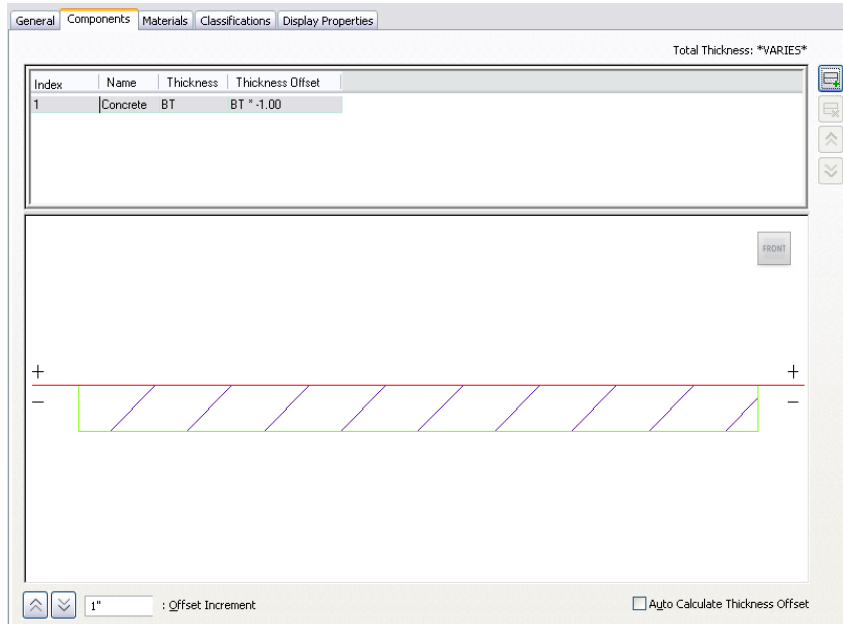 General Components Materials Classifications Display Properties
Total Thickness: *VARIES*
Index Name Thickness Thickness Offset
1 Concrete BT BT * -1.00
FRONT
+ +
– –
1" : Offset Increment Auto Calculate Thickness Offset